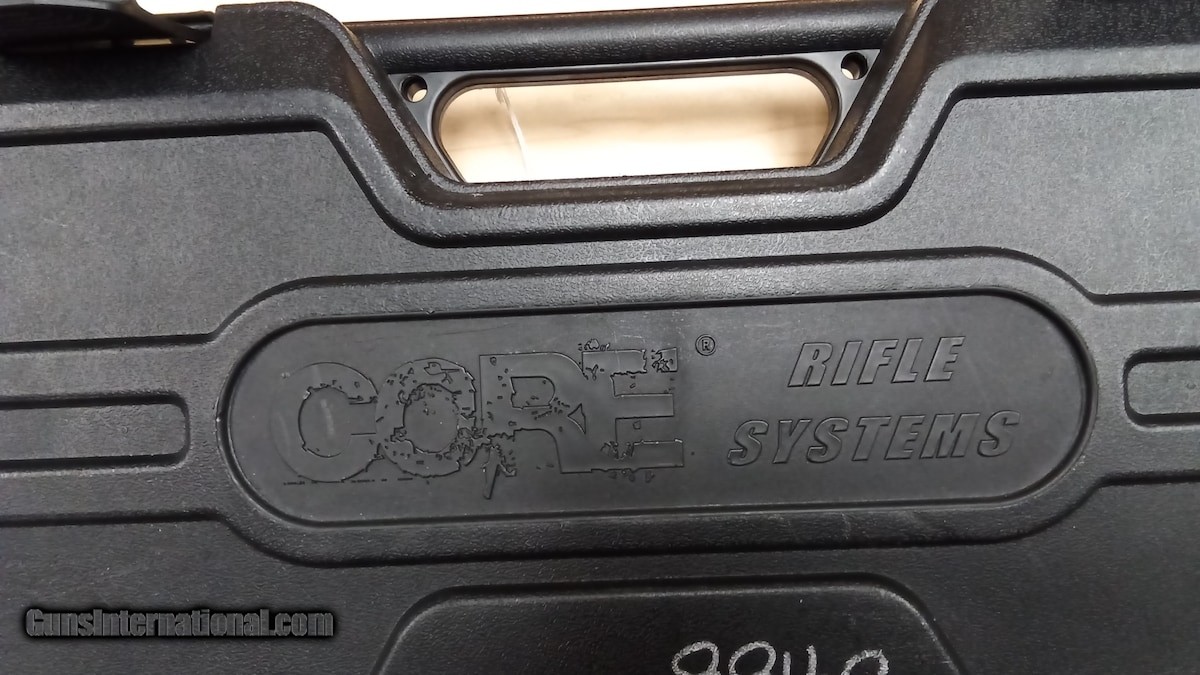 CORE® RIFLE
SYSTEMS
GunsInternational.com